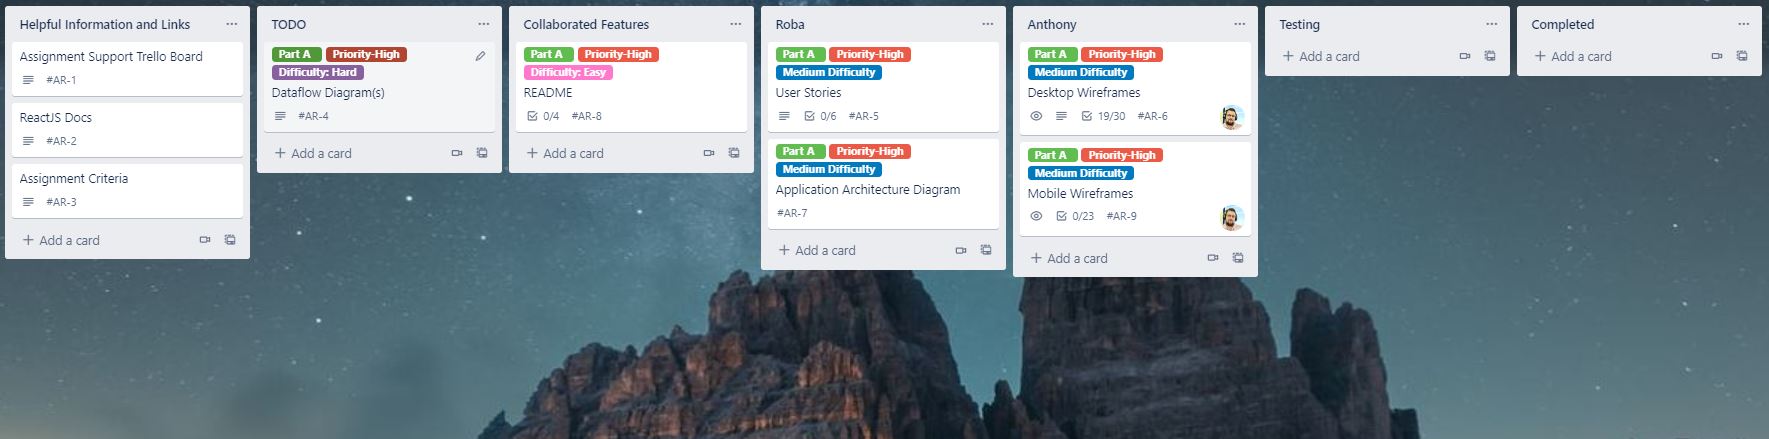 Helpful Information and Links
Assignment Support Trello Board
#AR-1
ReactJS Docs
#AR-2
Assignment Criteria
#AR-3
Add a card
TODO
Part A Priority-High
Difficulty: Hard
Dataflow Diagram(s)
#AR-4
Add a card
Collaborated Features
Part A Priority-High
Difficulty: Easy
README
0/4 #AR-8
Add a card
Roba
Part A Priority-High
Medium Difficulty
User Stories
0/6 #AR-5
Part A Priority-High
Medium Difficulty
Application Architecture Diagram
#AR-7
Add a card
Anthony
Part A Priority-High
Medium Difficulty
Desktop Wireframes
19/30 #AR-6
Part A Priority-High
Medium Difficulty
Mobile Wireframes
0/23 #AR-9
Add a card
Testing
Add a card
Completed
Add a card